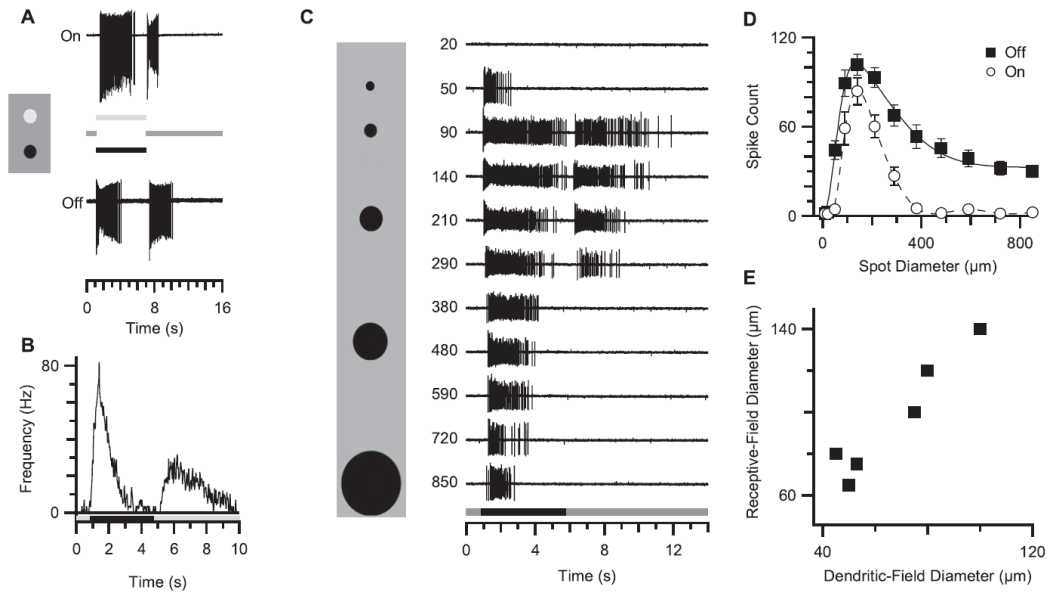 A
On
Off
0 8 16
Time (s)
B
80
Frequency (Hz)
0
0 2 4 6 8 10
Time (s)
C
20
50
90
140
210
290
380
480
590
720
850
0 4 8 12
Time (s)
D
120
60
0
Spike Count
Off
On
0 400 800
Spot Diameter (µm)
E
140
60
Receptive-Field Diameter (µm)
40 120
Dendritic-Field Diameter (µm)